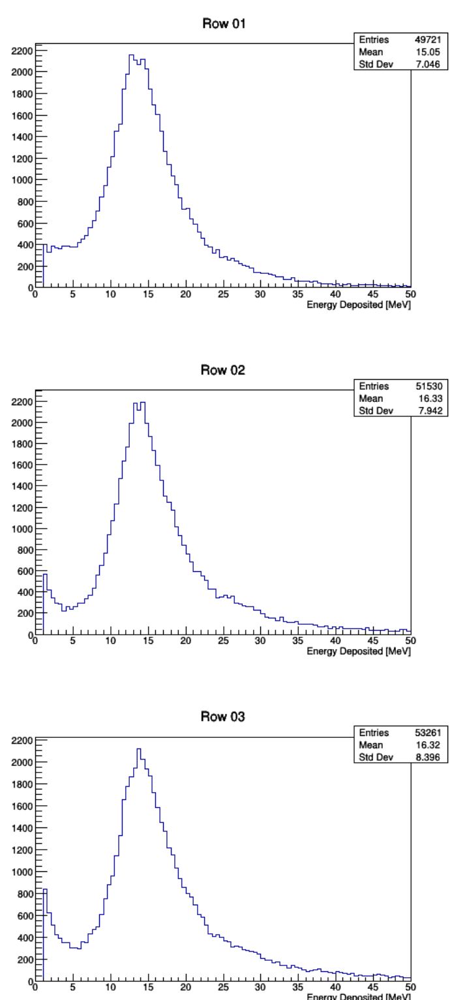 Row 01
Entries 49721
Mean 15.05
Std Dev 7.046
2200
2000
1800
1600
1400
1200
1000
800
600
400
200
0
0 5 10 15 20 25 30 35 40 45 50
Energy Deposited [MeV]
Row 02
Entries 51530
Mean 16.33
Std Dev 7.942
2200
2000
1800
1600
1400
1200
1000
800
600
400
200
0
0 5 10 15 20 25 30 35 40 45 50
Energy Deposited [MeV]
Row 03
Entries 53261
Mean 16.32
Std Dev 8.396
2200
2000
1800
1600
1400
1200
1000
800
600
400
200
0
0 5 10 15 20 25 30 35 40 45 50
Energy Deposited [MeV]